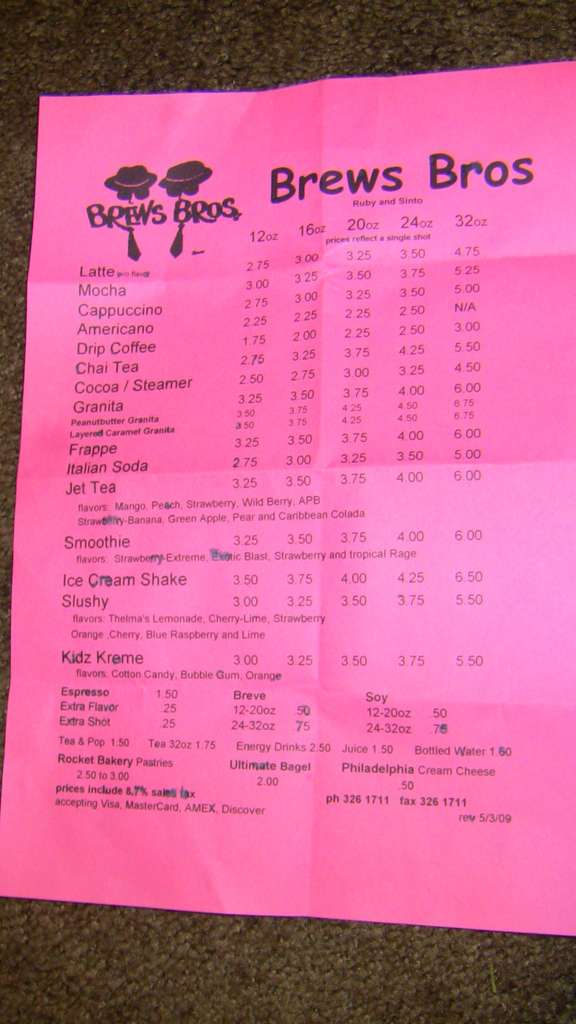 BREWS BROS.
Brews Bros
Ruby and Sinto
12oz 16oz 20oz 24oz 32oz
prices reflect a single shot
Latte 2.75 3.00 3.25 3.50 4.75
Mocha 3.00 3.25 3.50 3.75 5.25
Cappuccino 2.75 3.00 3.25 3.50 5.00
Americano 2.25 2.25 2.25 2.50 N/A
Drip Coffee 1.75 2.00 2.25 2.50 3.00
Chai Tea 2.75 3.25 3.75 4.25 5.50
Cocoa / Steamer 2.50 2.75 3.00 3.25 4.50
Granita 3.25 3.50 3.75 4.00 6.00
Peanutbutter Granita 3.50 3.75 4.25 4.50 6.75
Layered Caramel Granita 3.50 3.75 4.25 4.50 6.75
Frappe 3.25 3.50 3.75 4.00 6.00
Italian Soda 2.75 3.00 3.25 3.50 5.00
Jet Tea 3.25 3.50 3.75 4.00 6.00
flavors: Mango, Peach, Strawberry, Wild Berry, APB
Strawberry-Banana, Green Apple, Pear and Caribbean Colada
Smoothie 3.25 3.50 3.75 4.00 6.00
flavors: Strawberry-Extreme, Exotic Blast, Strawberry and tropical Rage
Ice Cream Shake 3.50 3.75 4.00 4.25 6.50
Slushy 3.00 3.25 3.50 3.75 5.50
flavors: Thelma's Lemonade, Cherry-Lime, Strawberry
Orange ,Cherry, Blue Raspberry and Lime
Kidz Kreme 3.00 3.25 3.50 3.75 5.50
flavors: Cotton Candy, Bubble Gum, Orange
Espresso 1.50 Breve Soy
Extra Flavor .25 12-20oz .50 12-20oz .50
Extra Shot .25 24-32oz .75 24-32oz .75
Tea & Pop 1.50 Tea 32oz 1.75 Energy Drinks 2.50 Juice 1.50 Bottled Water 1.50
Rocket Bakery Pastries Ultimate Bagel Philadelphia Cream Cheese
2.50 to 3.00 2.00 .50
prices include 8.7% sales tax
accepting Visa, MasterCard, AMEX, Discover
ph 326 1711 fax 326 1711
rev 5/3/09